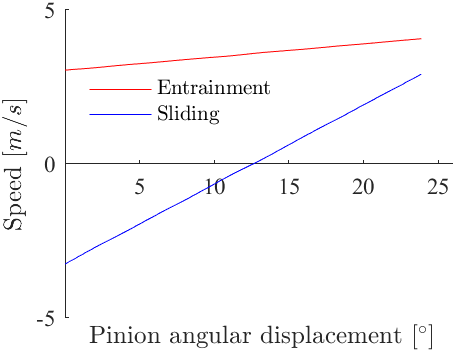 5
Entrainment
Sliding
Speed [m/s]
0
5 10 15 20 25
-5
Pinion angular displacement [°]